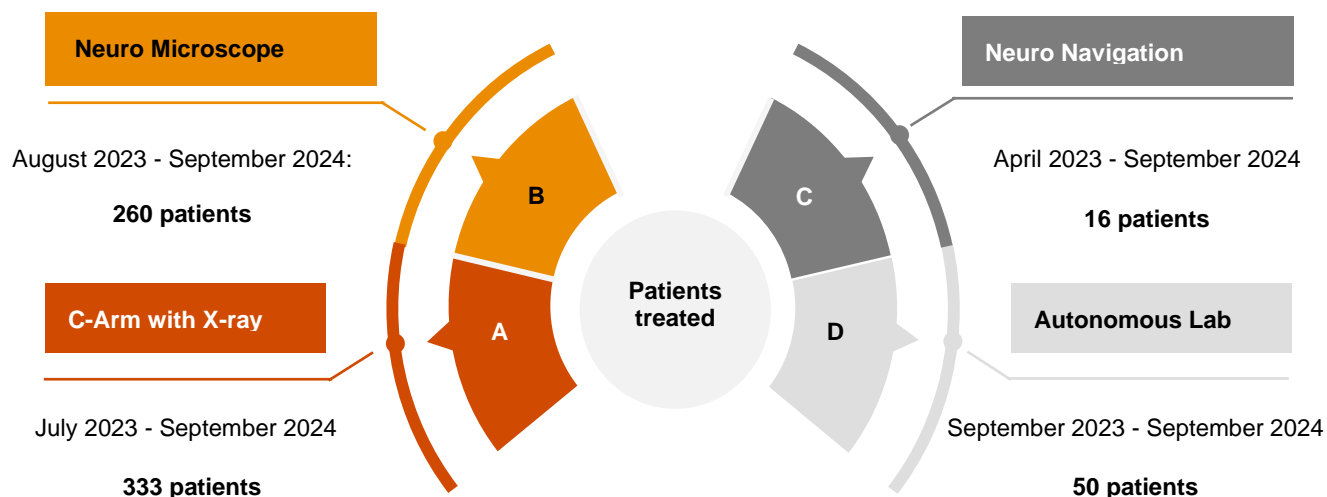 Neuro Microscope
August 2023 - September 2024:
260 patients
C-Arm with X-ray
July 2023 - September 2024
333 patients
B
A
Patients
treated
C
D
Neuro Navigation
April 2023 - September 2024
16 patients
Autonomous Lab
September 2023 - September 2024
50 patients